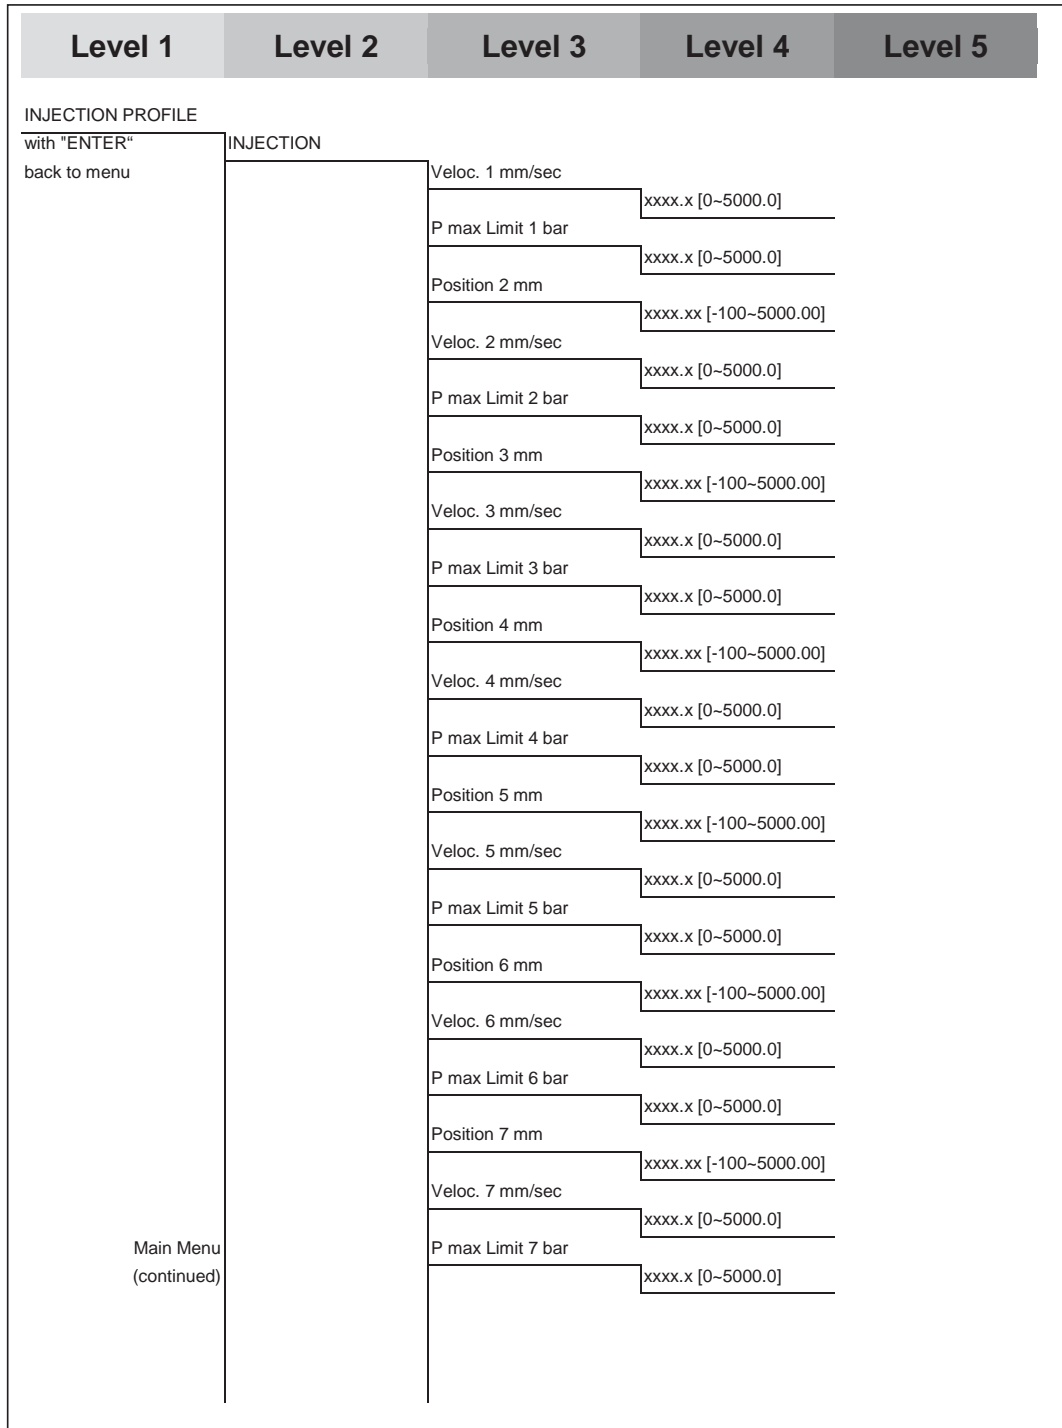 Level 1 Level 2 Level 3 Level 4 Level 5
INJECTION PROFILE
with "ENTER“ INJECTION
back to menu Veloc. 1 mm/sec
xxxx.x [0~5000.0]
P max Limit 1 bar
xxxx.x [0~5000.0]
Position 2 mm
xxxx.xx [-100~5000.00]
Veloc. 2 mm/sec
xxxx.x [0~5000.0]
P max Limit 2 bar
xxxx.x [0~5000.0]
Position 3 mm
xxxx.xx [-100~5000.00]
Veloc. 3 mm/sec
xxxx.x [0~5000.0]
P max Limit 3 bar
xxxx.x [0~5000.0]
Position 4 mm
xxxx.xx [-100~5000.00]
Veloc. 4 mm/sec
xxxx.x [0~5000.0]
P max Limit 4 bar
xxxx.x [0~5000.0]
Position 5 mm
xxxx.xx [-100~5000.00]
Veloc. 5 mm/sec
xxxx.x [0~5000.0]
P max Limit 5 bar
xxxx.x [0~5000.0]
Position 6 mm
xxxx.xx [-100~5000.00]
Veloc. 6 mm/sec
xxxx.x [0~5000.0]
P max Limit 6 bar
xxxx.x [0~5000.0]
Position 7 mm
xxxx.xx [-100~5000.00]
Veloc. 7 mm/sec
xxxx.x [0~5000.0]
Main Menu P max Limit 7 bar
(continued) xxxx.x [0~5000.0]